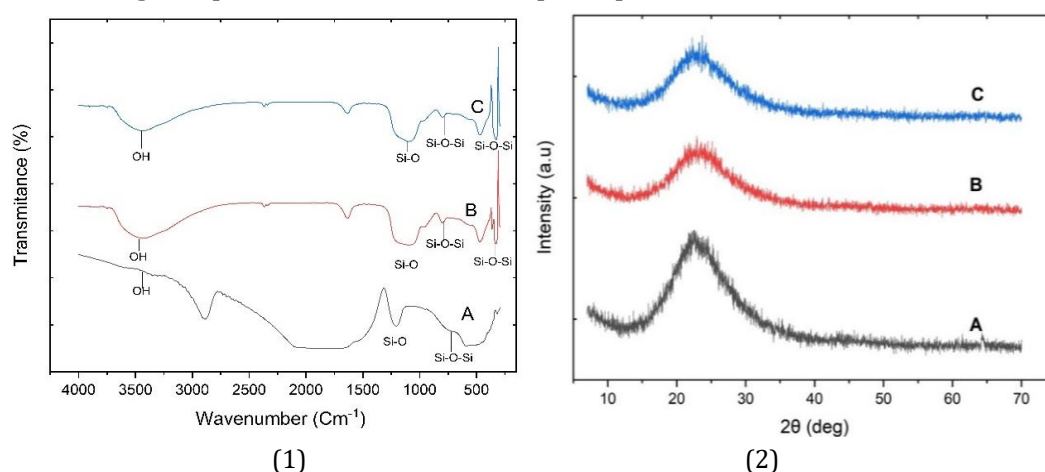 Transmitance (%)
C
OH
Si-O
Si-O-Si
Si-O-Si
B
OH
Si-O
Si-O-Si
Si-O-Si
A
OH
Si-O
Si-O-Si
4000 3500 3000 2500 2000 1500 1000 500
Wavenumber (Cm-1)
(1)
Intensity (a.u)
C
B
A
10 20 30 40 50 60 70
2θ (deg)
(2)